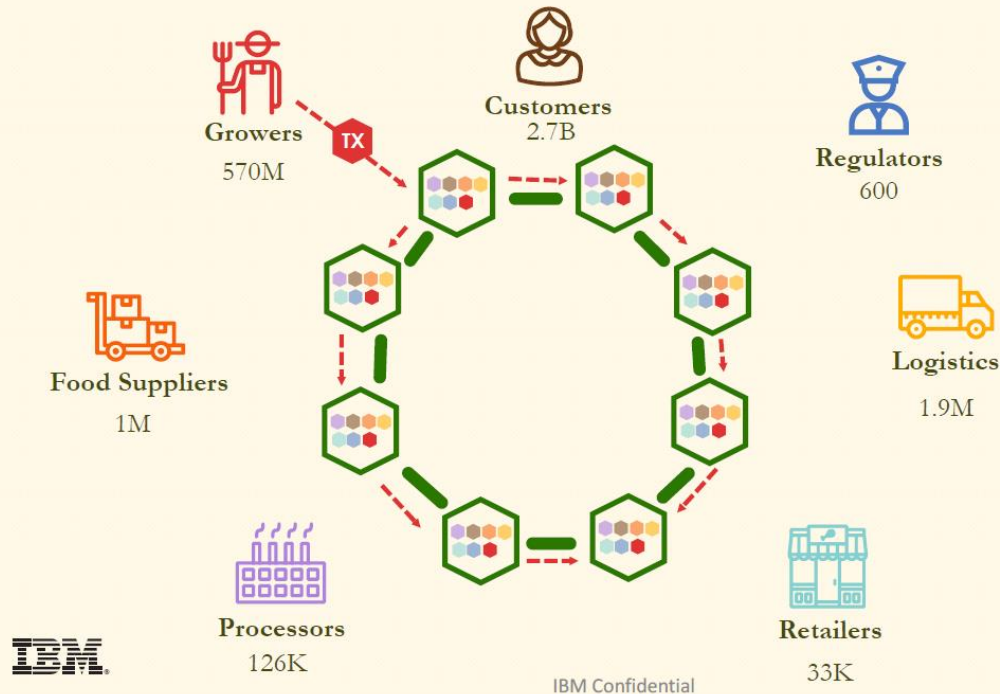 Customers
2.7B
Growers
570M
TX
Regulators
600
Food Suppliers
1M
Logistics
1.9M
Processors
126K
Retailers
33K
IBM®
IBM Confidential